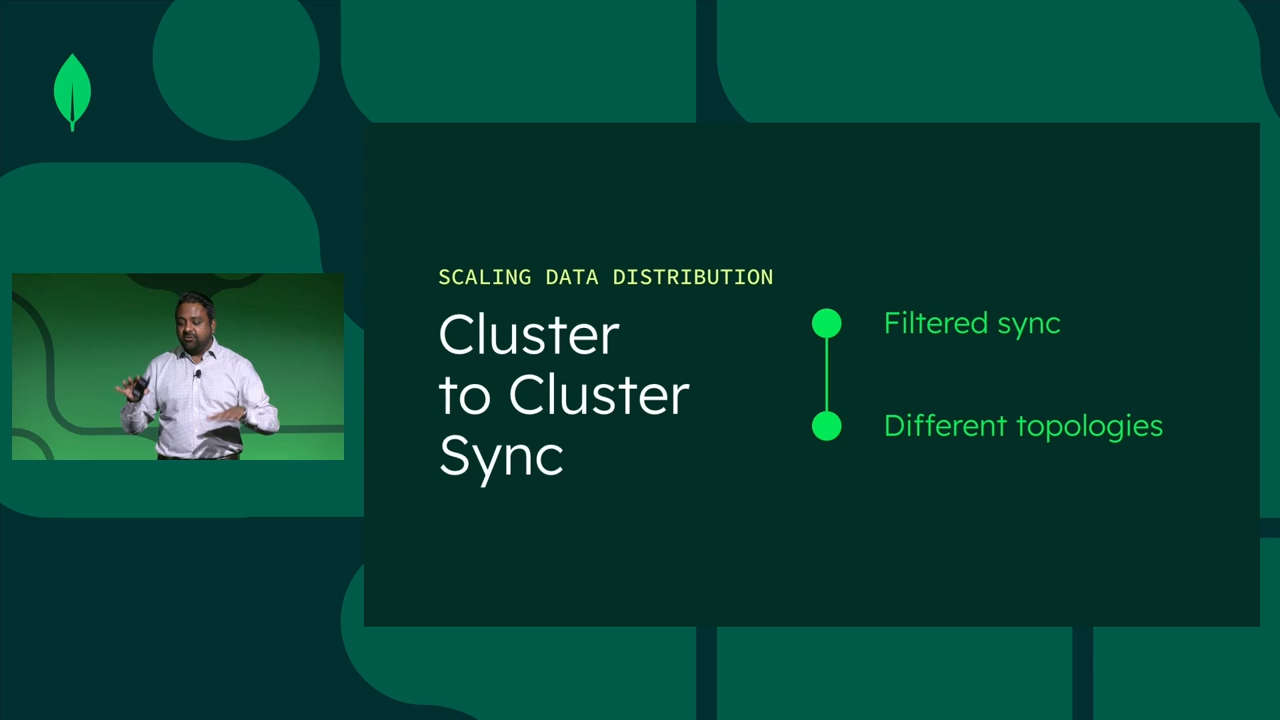 SCALING DATA DISTRIBUTION
Cluster
to Cluster
Sync
Filtered sync
Different topologies